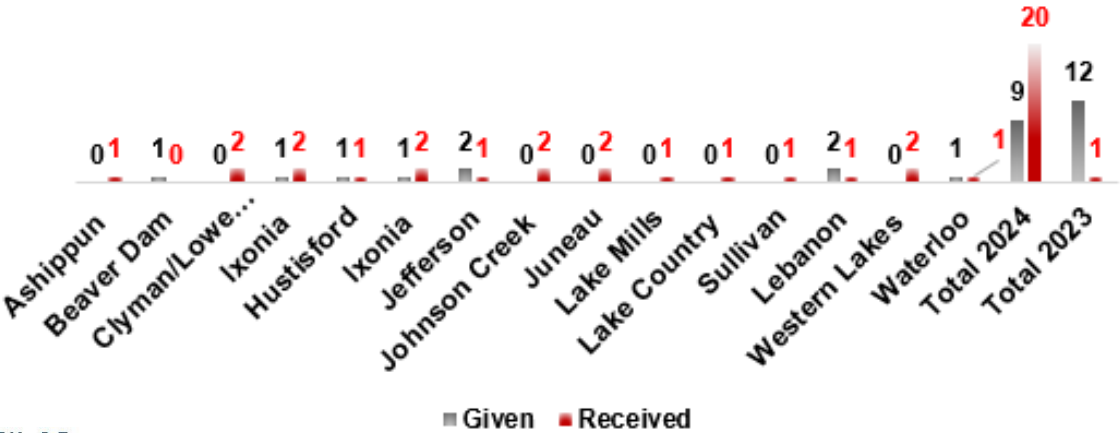 20
12
9
0 1 1 0 0 2 1 2 1 1 1 2 2 1 0 2 0 2 0 1 0 1 0 1 2 1 0 2 1 1 1
Ashippun
Beaver Dam
Clyman/Lowe...
Ixonia
Hustisford
Ixonia
Jefferson
Johnson Creek
Juneau
Lake Mills
Lake Country
Sullivan
Lebanon
Western Lakes
Waterloo
Total 2024
Total 2023
Given Received